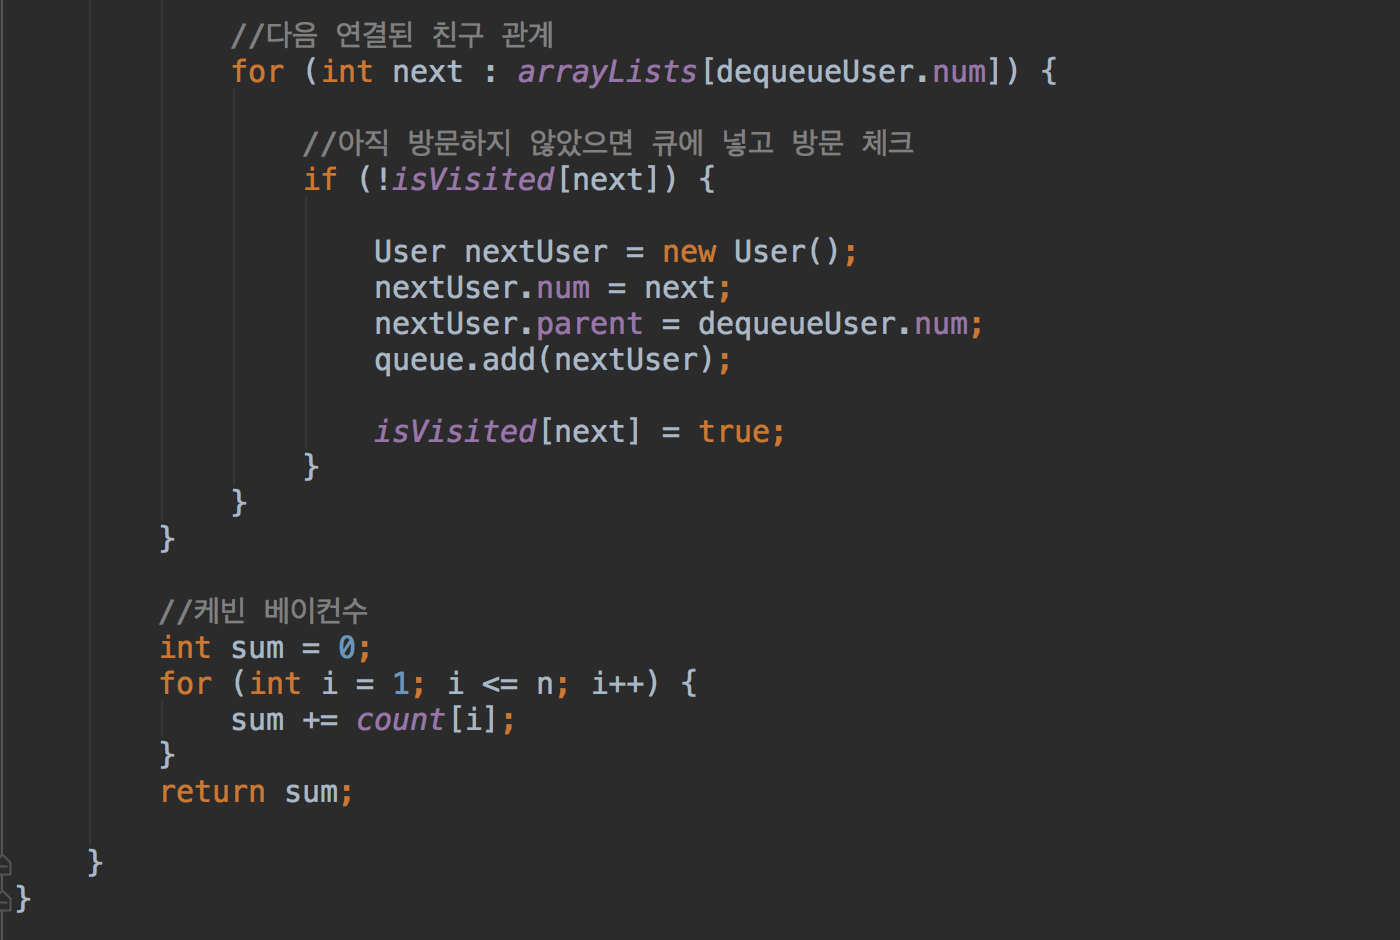 //다음 연결된 친구 관계
for (int next : arrayLists[dequeueUser.num]) {
//아직 방문하지 않았으면 큐에 넣고 방문 체크
if (!isVisited[next]) {
User nextUser = new User();
nextUser.num = next;
nextUser.parent = dequeueUser.num;
queue.add(nextUser);
isVisited[next] = true;
}
}
}
//케빈 베이컨수
int sum = 0;
for (int i = 1; i <= n; i++) {
sum += count[i];
}
return sum;
}
}